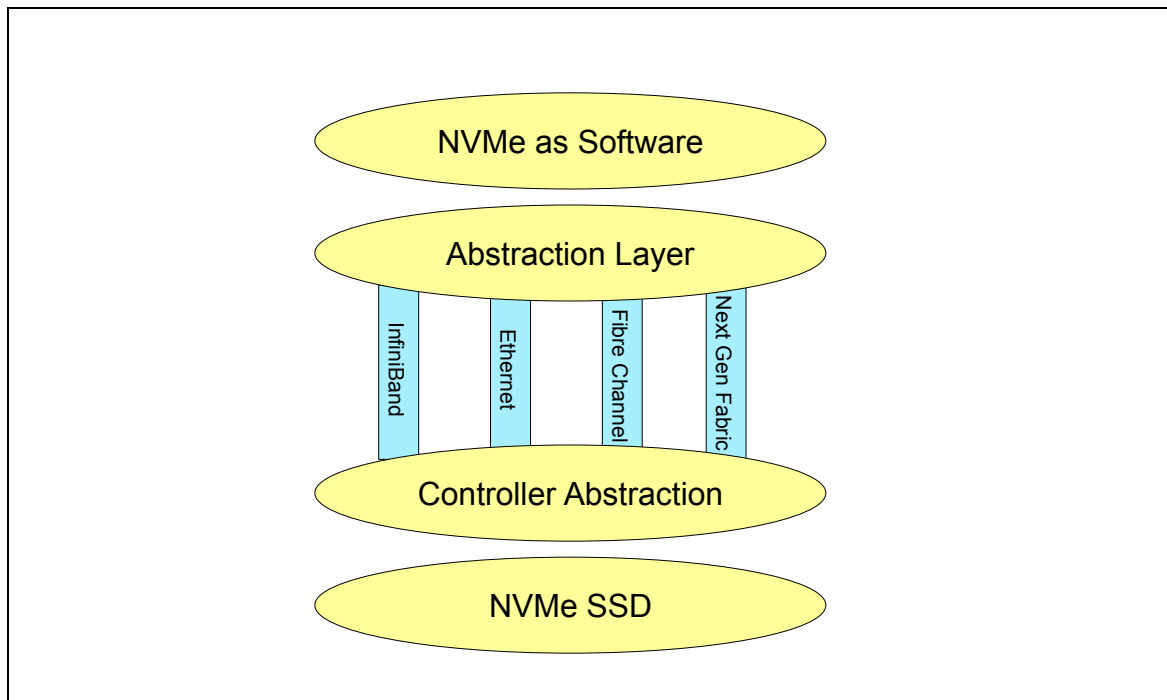 NVMe as Software
Abstraction Layer
InfiniBand
Ethernet
Fibre Channel
Next Gen Fabric
Controller Abstraction
NVMe SSD